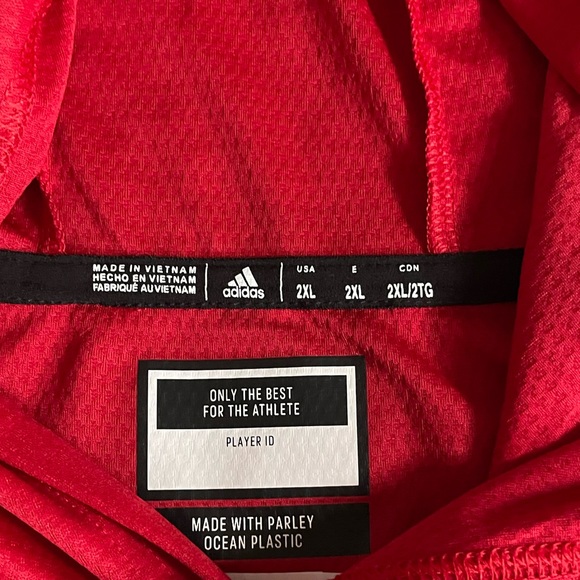 MADE IN VIETNAM
HECHO EN VIETNAM
FABRIQUÉ AU VIETNAM
adidas
USA E CDN
2XL 2XL 2XL/2TG
ONLY THE BEST
FOR THE ATHLETE
PLAYER ID
MADE WITH PARLEY
OCEAN PLASTIC